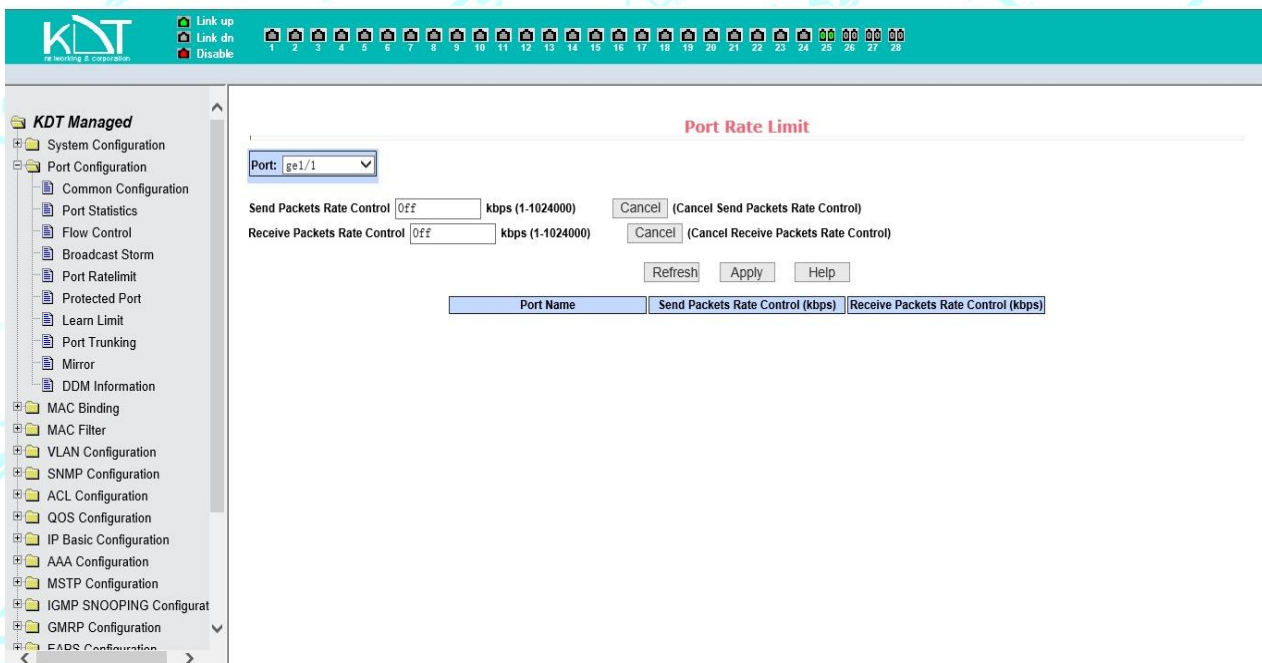 KDT
networking & corporation
Link up
Link dn
Disable
1 2 3 4 5 6 7 8 9 10 11 12 13 14 15 16 17 18 19 20 21 22 23 24 25 26 27 28
KDT Managed
System Configuration
Port Configuration
Common Configuration
Port Statistics
Flow Control
Broadcast Storm
Port Ratelimit
Protected Port
Learn Limit
Port Trunking
Mirror
DDM Information
MAC Binding
MAC Filter
VLAN Configuration
SNMP Configuration
ACL Configuration
QOS Configuration
IP Basic Configuration
AAA Configuration
MSTP Configuration
IGMP SNOOPING Configurat
GMRP Configuration
EAPS Configuration
Port Rate Limit
Port: ge1/1
Send Packets Rate Control Off kbps (1-1024000) Cancel (Cancel Send Packets Rate Control)
Receive Packets Rate Control Off kbps (1-1024000) Cancel (Cancel Receive Packets Rate Control)
Refresh Apply Help
Port Name Send Packets Rate Control (kbps) Receive Packets Rate Control (kbps)